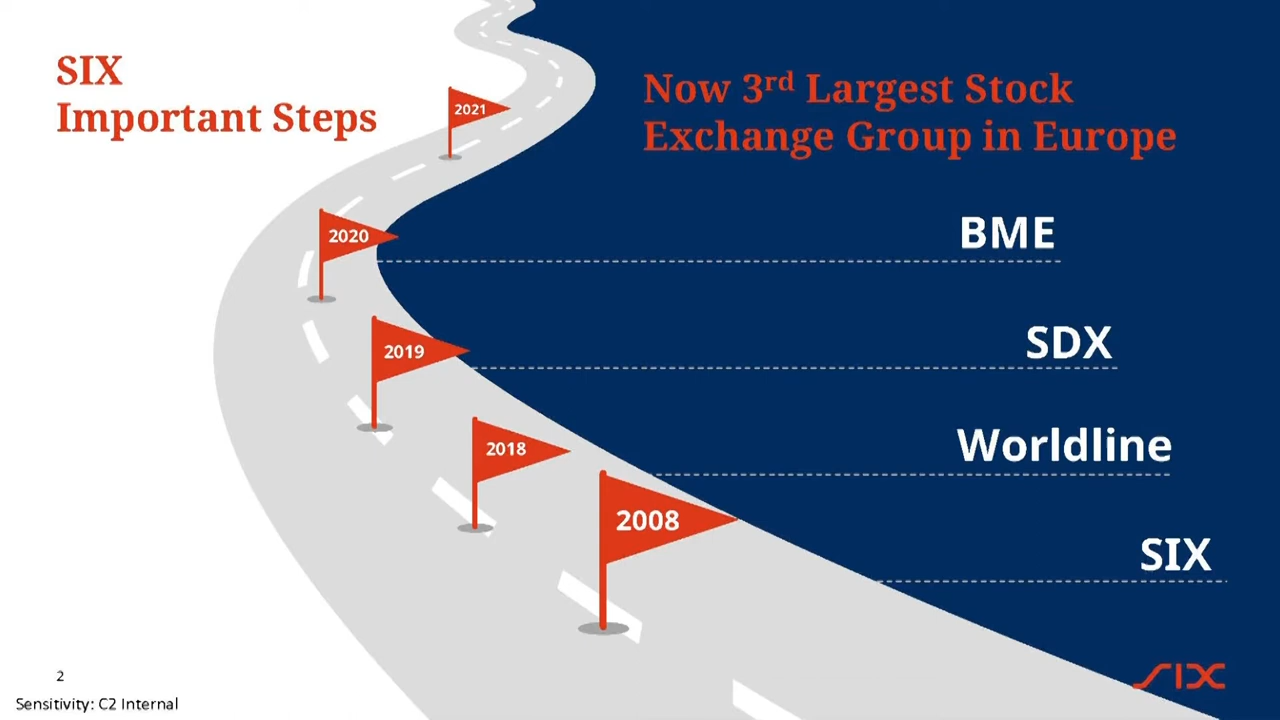 SIX
Important Steps
Now 3rd Largest Stock
Exchange Group in Europe
2021
2020
BME
2019
SDX
2018
Worldline
2008
SIX
SIX
2
Sensitivity: C2 Internal